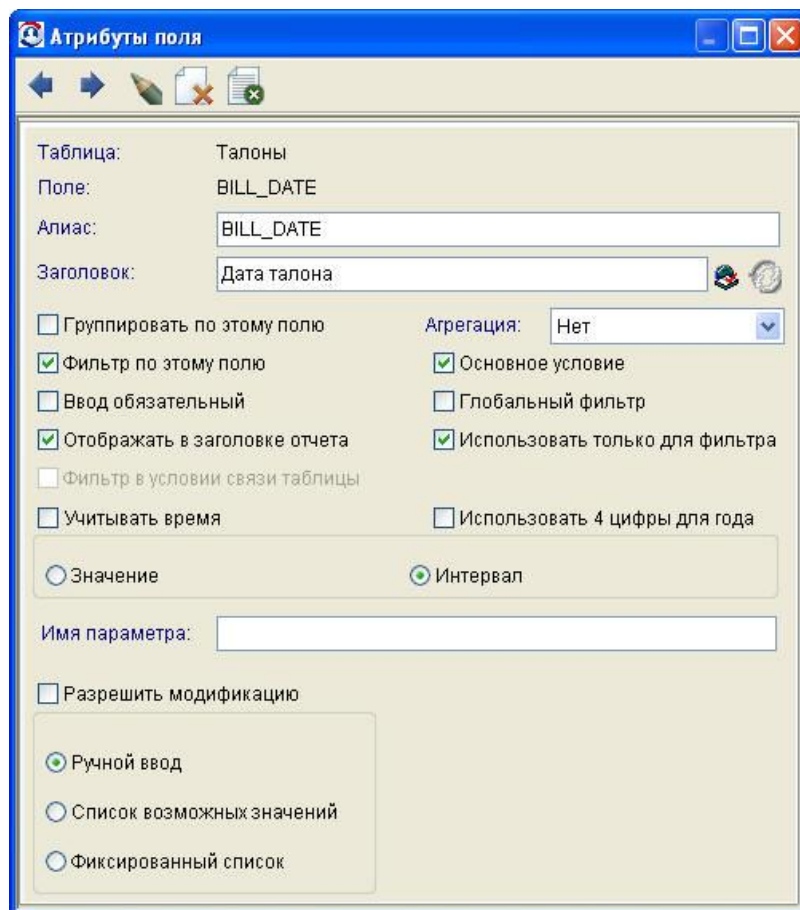 Атрибуты поля
Таблица: Талоны
Поле: BILL_DATE
Алиас: BILL_DATE
Заголовок: Дата талона
Группировать по этому полю Агрегация: Нет
Фильтр по этому полю Основное условие
Ввод обязательный Глобальный фильтр
Отображать в заголовке отчета Использовать только для фильтра
Фильтр в условии связи таблицы
Учитывать время Использовать 4 цифры для года
Значение Интервал
Имя параметра:
Разрешить модификацию
Ручной ввод
Список возможных значений
Фиксированный список